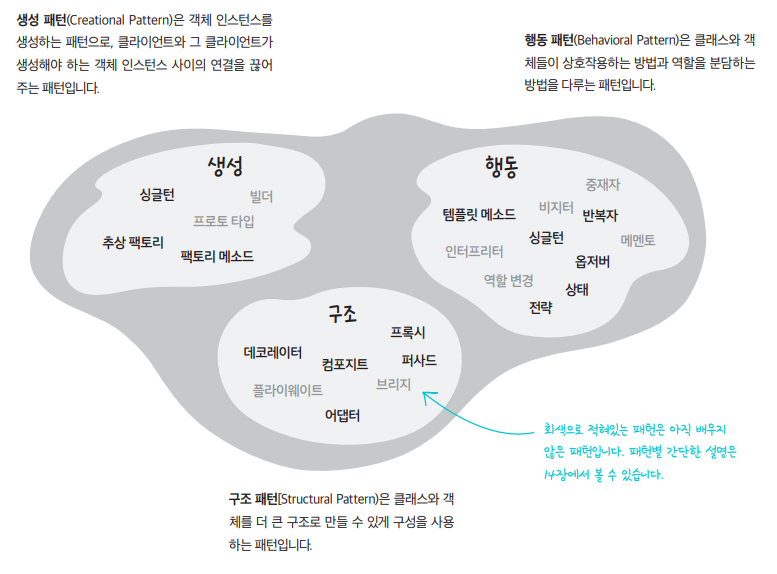 생성 패턴(Creational Pattern)은 객체 인스턴스를
생성하는 패턴으로, 클라이언트와 그 클라이언트가
생성해야 하는 객체 인스턴스 사이의 연결을 끊어
주는 패턴입니다.
행동 패턴(Behavioral Pattern)은 클래스와 객
체들이 상호작용하는 방법과 역할을 분담하는
방법을 다루는 패턴입니다.
생성
싱글턴
빌더
프로토 타입
추상 팩토리
팩토리 메소드
행동
중재자
템플릿 메소드
비지터
반복자
싱글턴
메멘토
인터프리터
옵저버
역할 변경
상태
전략
구조
프록시
데코레이터
컴포지트
퍼사드
플라이웨이트
브리지
어댑터
회색으로 적혀있는 패턴은 아직 배우지
않은 패턴입니다. 패턴별 간단한 설명은
14장에서 볼 수 있습니다.
구조 패턴(Structural Pattern)은 클래스와 객
체를 더 큰 구조로 만들 수 있게 구성을 사용
하는 패턴입니다.